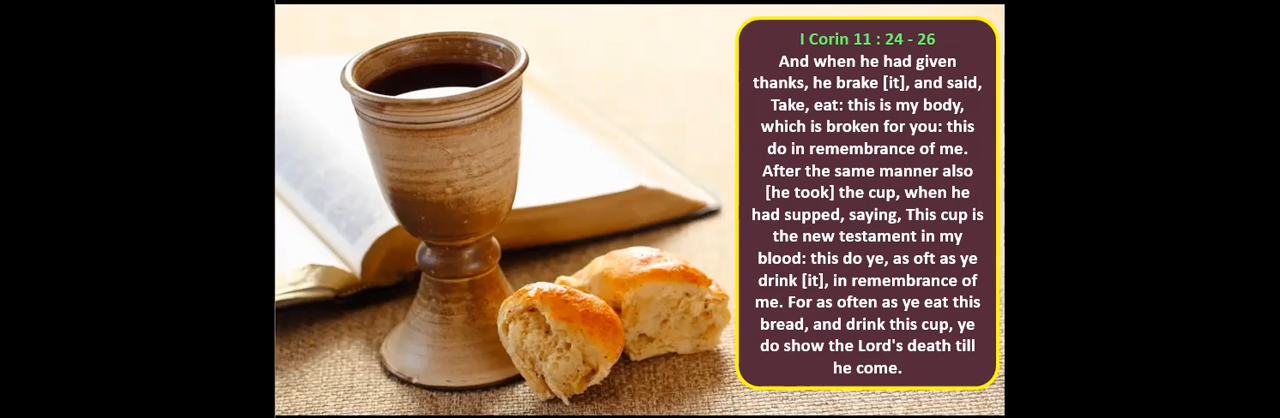 I Corin 11 : 24 - 26
And when he had given
thanks, he brake [it], and said,
Take, eat: this is my body,
which is broken for you: this
do in remembrance of me.
After the same manner also
[he took] the cup, when he
had supped, saying, This cup is
the new testament in my
blood: this do ye, as oft as ye
drink [it], in remembrance of
me. For as often as ye eat this
bread, and drink this cup, ye
do show the Lord's death till
he come.